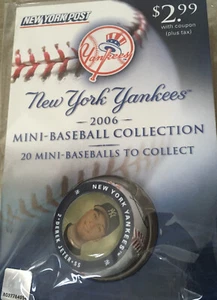 NEW YORK POST
$2.99
with coupon
(plus tax)
Yankees
New York Yankees™
2006
MINI-BASEBALL COLLECTION
20 MINI-BASEBALLS TO COLLECT
NEW YORK YANKEES